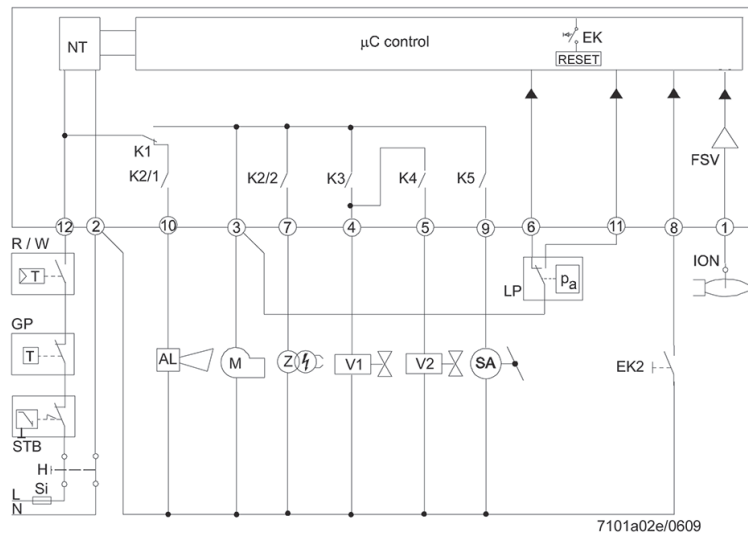 NT
µC control
EK
RESET
FSV
K1
K2/1
K2/2
K3
K4
K5
12
2
10
3
7
4
5
9
6
11
8
1
R / W
T
LP
pa
ION
GP
T
AL
M
Z
V1
V2
SA
EK2
STB
H
L
Si
N
7101a02e/0609